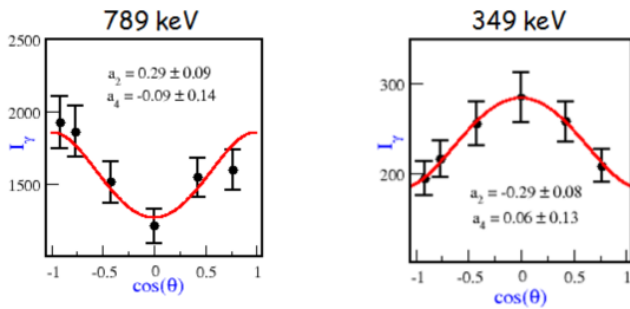 789 keV
2500
2000
1500
I_γ
a₂ = 0.29 ± 0.09
a₄ = -0.09 ± 0.14
-1 -0.5 0 0.5 1
cos(θ)
349 keV
300
200
I_γ
a₂ = -0.29 ± 0.08
a₄ = 0.06 ± 0.13
-1 -0.5 0 0.5 1
cos(θ)